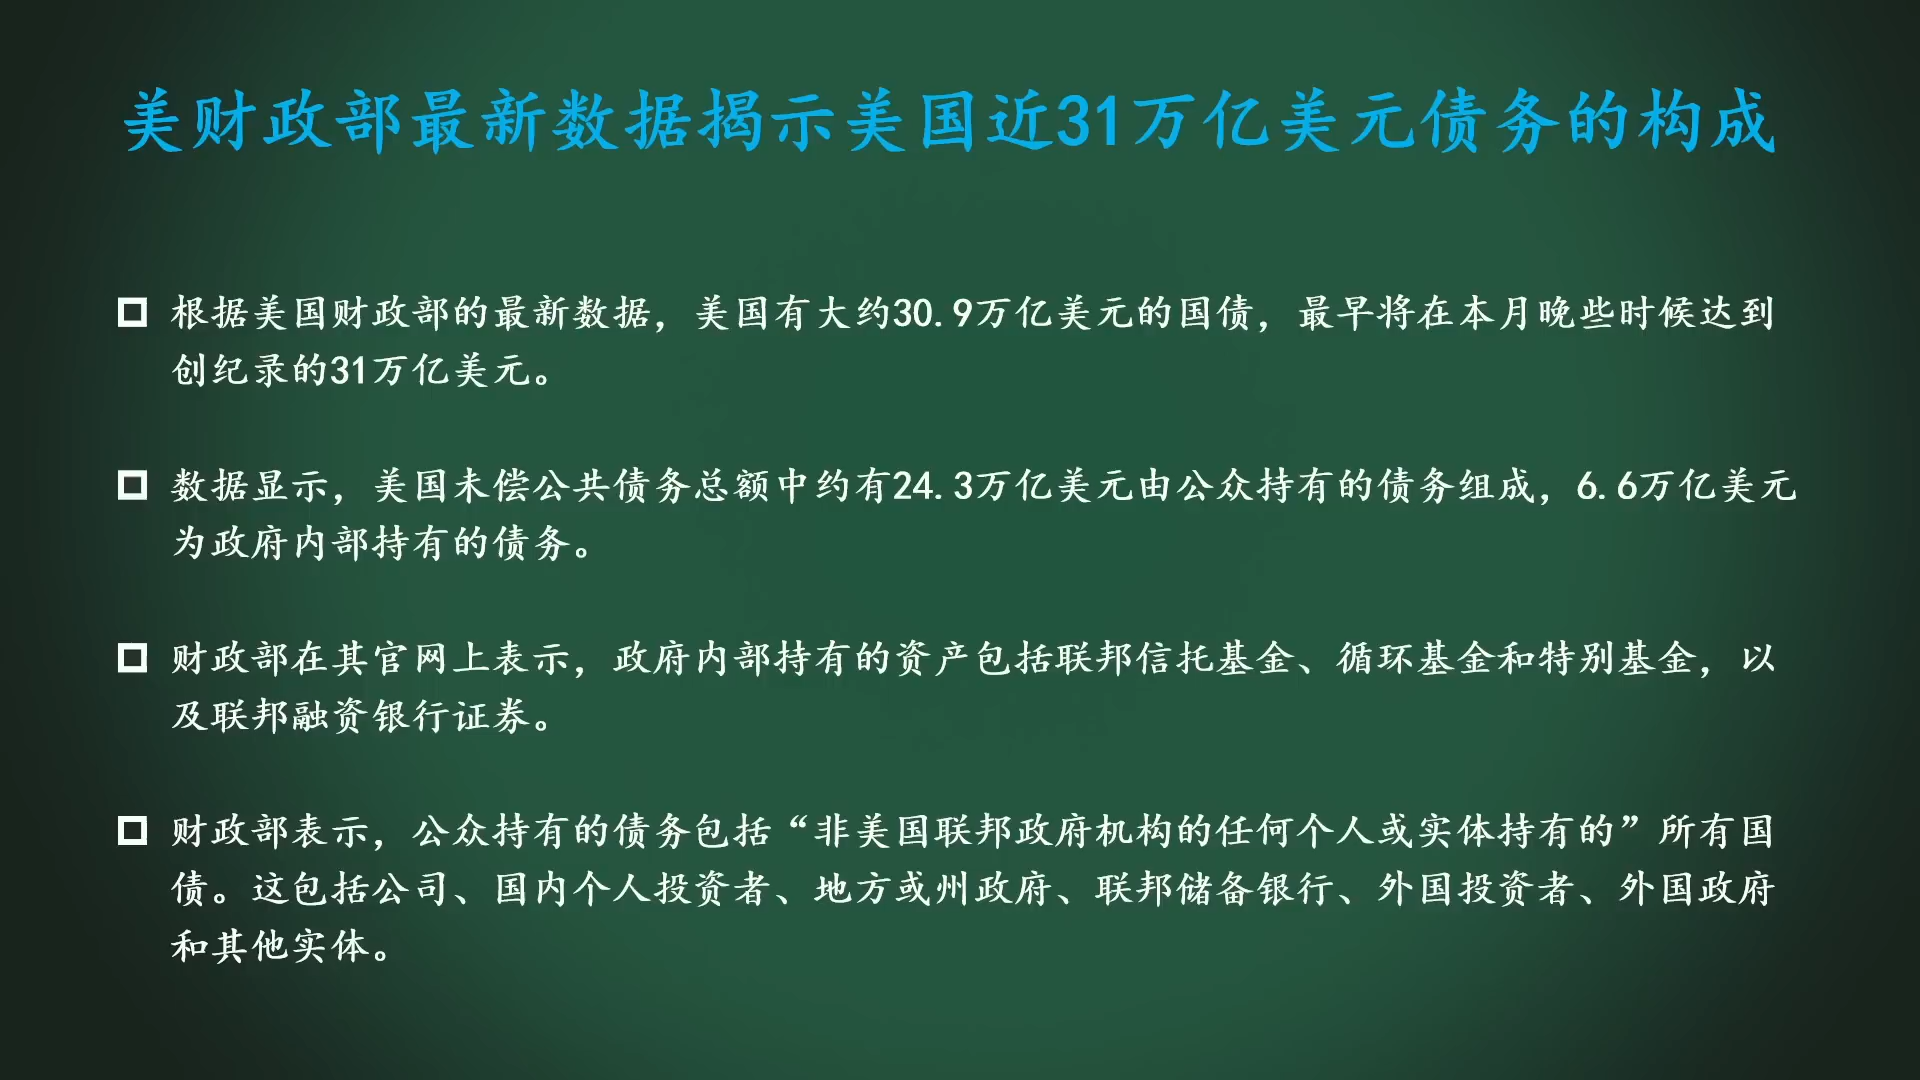 美财政部最新数据揭示美国近31万亿美元债务的构成
根据美国财政部的最新数据，美国有大约30.9万亿美元的国债，最早将在本月晚些时候达到
创纪录的31万亿美元。
数据显示，美国未偿公共债务总额中约有24.3万亿美元由公众持有的债务组成，6.6万亿美元
为政府内部持有的债务。
财政部在其官网上表示，政府内部持有的资产包括联邦信托基金、循环基金和特别基金，以
及联邦融资银行证券。
财政部表示，公众持有的债务包括“非美国联邦政府机构的任何个人或实体持有的”所有国
债。这包括公司、国内个人投资者、地方或州政府、联邦储备银行、外国投资者、外国政府
和其他实体。